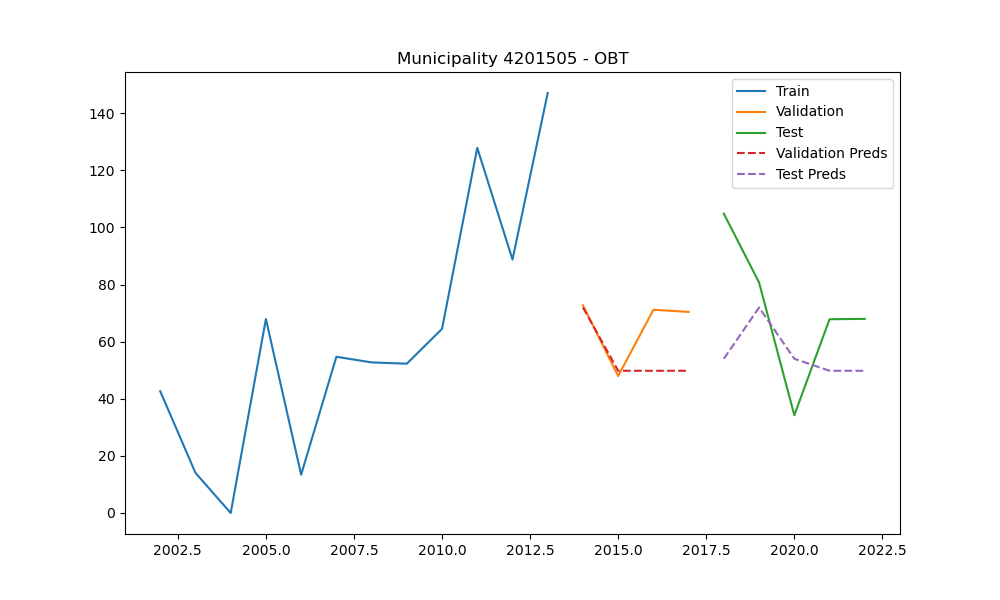 Municipality 4201505 - OBT
Train
Validation
Test
Validation Preds
Test Preds
140
120
100
80
60
40
20
0
2002.5 2005.0 2007.5 2010.0 2012.5 2015.0 2017.5 2020.0 2022.5